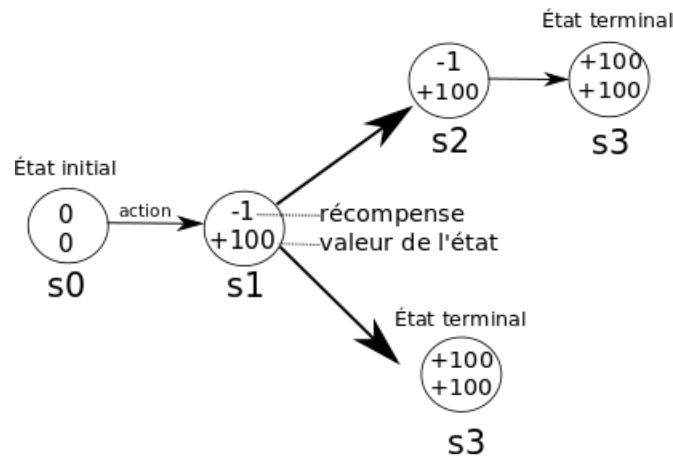 État terminal
-1
+100
s2
+100
+100
s3
État initial
0
0
s0
action
-1 récompense
+100 valeur de l'état
s1
État terminal
+100
+100
s3